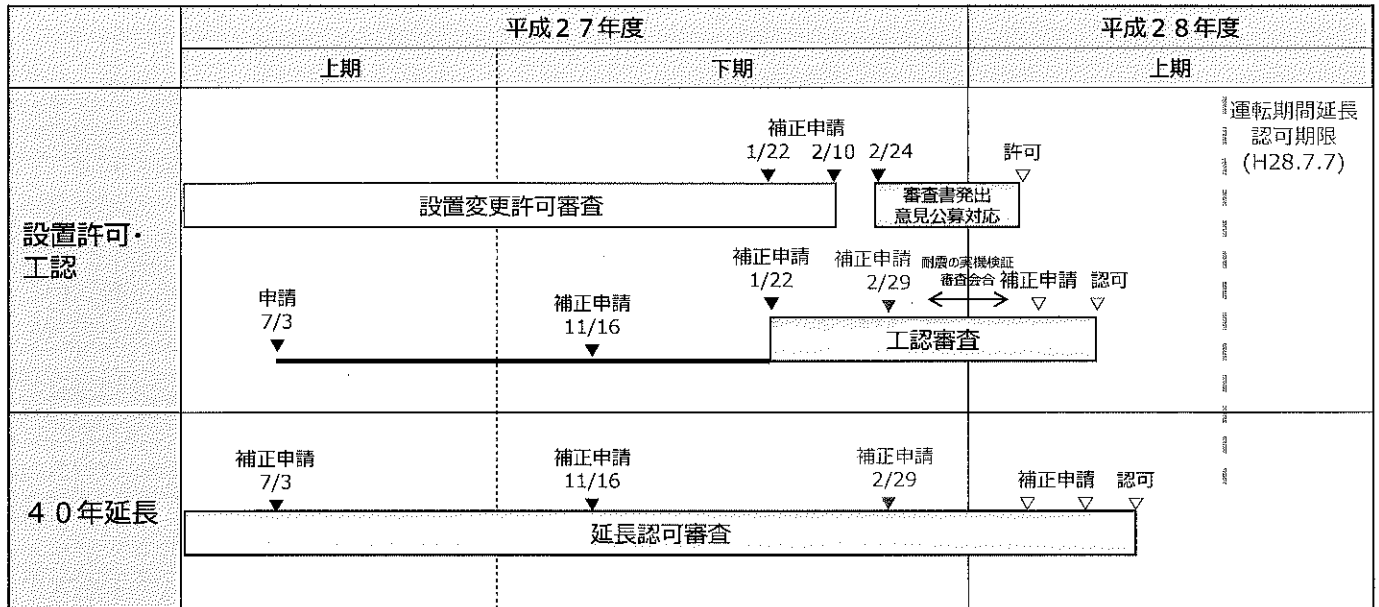 平成27年度
平成28年度
上期
下期
上期
設置許可・
工認
補正申請
1/22 2/10 2/24
許可
運転期間延長
認可期限
(H28.7.7)
設置変更許可審査
審査書発出
意見公募対応
申請
7/3
補正申請
11/16
補正申請
1/22
補正申請
2/29
耐震の実機検証
審査会合
補正申請
認可
工認審査
40年延長
補正申請
7/3
補正申請
11/16
補正申請
2/29
補正申請
認可
延長認可審査